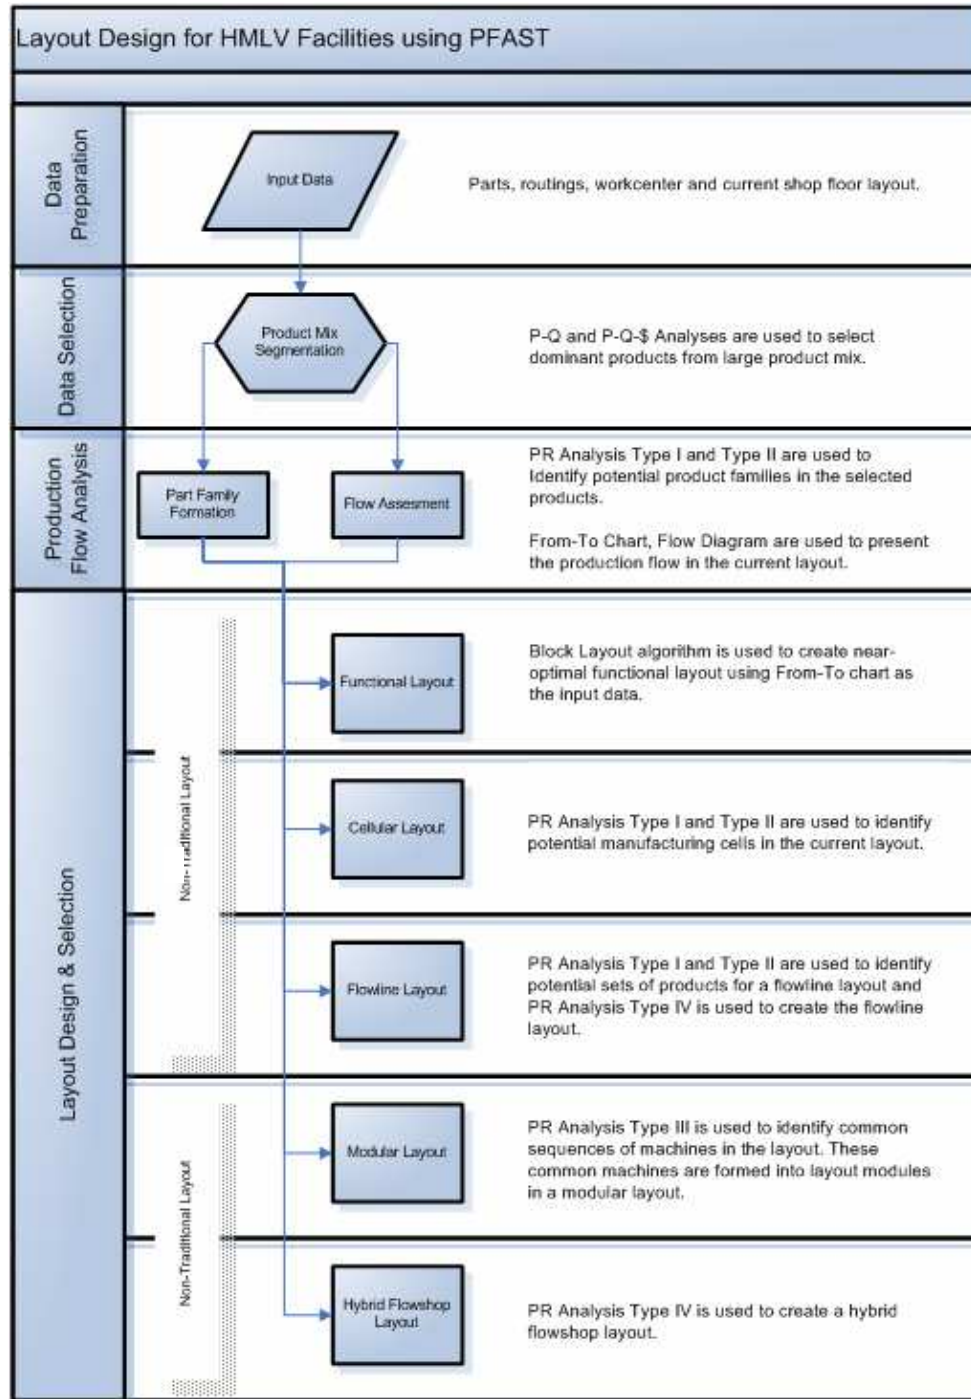 Layout Design for HMLV Facilities using PFAST
Data
Preparation
Input Data
Parts, routings, workcenter and current shop floor layout.
Data Selection
Product Mix
Segmentation
P-Q and P-Q-$ Analyses are used to select
dominant products from large product mix.
Production
Flow Analysis
Part Family
Formation
Flow Assesment
PR Analysis Type I and Type II are used to
Identify potential product families in the selected
products.
From-To Chart, Flow Diagram are used to present
the production flow in the current layout.
Layout Design & Selection
Non-Traditional Layout
Functional Layout
Block Layout algorithm is used to create near-
optimal functional layout using From-To chart as
the input data.
Cellular Layout
PR Analysis Type I and Type II are used to identify
potential manufacturing cells in the current layout.
Flowline Layout
PR Analysis Type I and Type II are used to identify
potential sets of products for a flowline layout and
PR Analysis Type IV is used to create the flowline
layout.
Non-Traditional Layout
Modular Layout
PR Analysis Type III is used to identify common
sequences of machines in the layout. These
common machines are formed into layout modules
in a modular layout.
Hybrid Flowshop
Layout
PR Analysis Type IV is used to create a hybrid
flowshop layout.